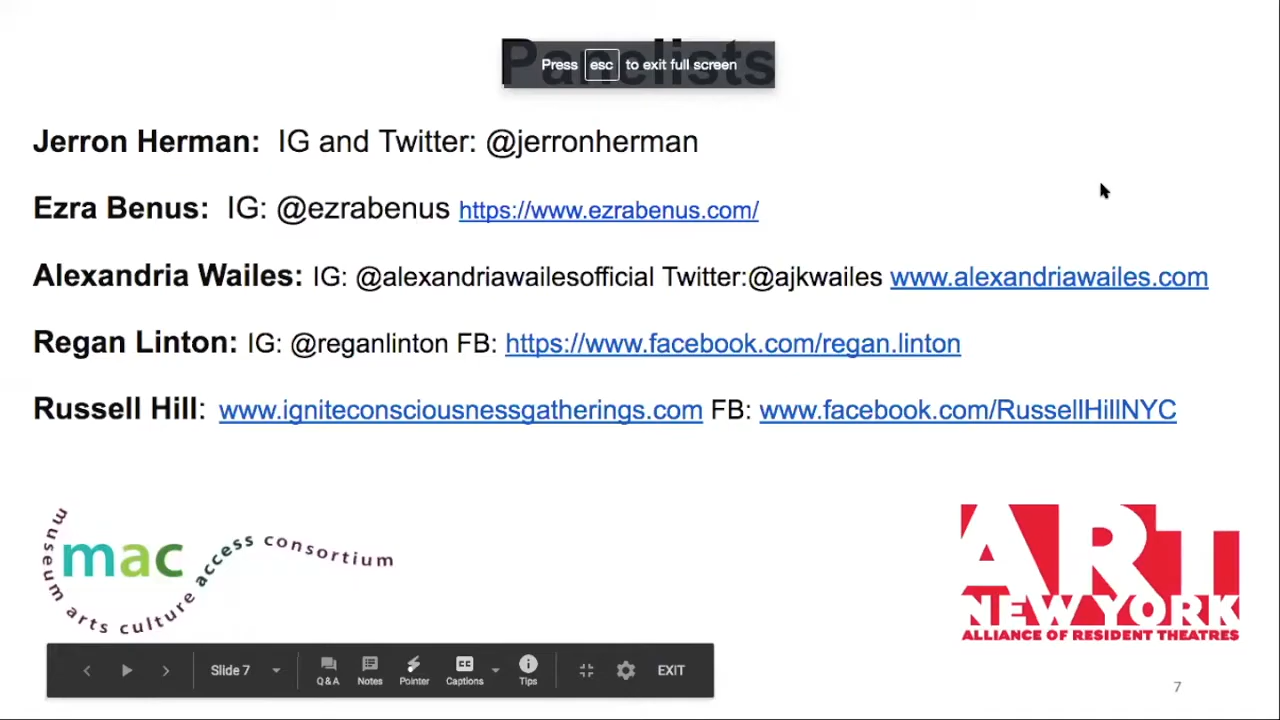 Panelists
Press esc to exit full screen
Jerron Herman: IG and Twitter: @jerronherman
Ezra Benus: IG: @ezrabenus https://www.ezrabenus.com/
Alexandria Wailes: IG: @alexandriawailesofficial Twitter:@ajkwailes www.alexandriawailes.com
Regan Linton: IG: @reganlinton FB: https://www.facebook.com/regan.linton
Russell Hill: www.igniteconsciousnessgatherings.com FB: www.facebook.com/RussellHillNYC
mac
museum arts culture access consortium
ART
NEW YORK
ALLIANCE OF RESIDENT THEATRES
Slide 7
Q&A Notes Pointer CC Captions Tips EXIT
7